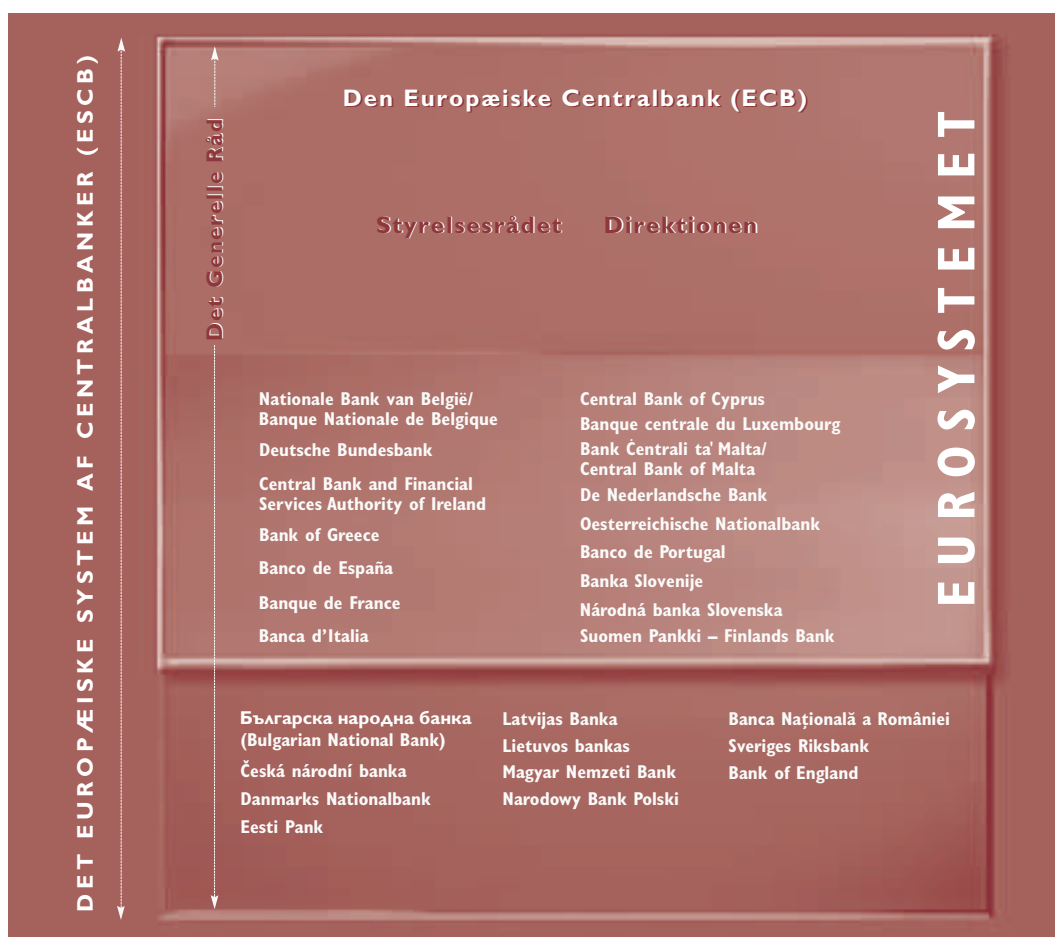 DET EUROPÆISKE SYSTEM AF CENTRALBANKER (ESCB)
Det Generelle Råd
Den Europæiske Centralbank (ECB)
Styrelsesrådet Direktionen
EUROSYSTEMET
Nationale Bank van België/
Banque Nationale de Belgique
Deutsche Bundesbank
Central Bank and Financial
Services Authority of Ireland
Bank of Greece
Banco de España
Banque de France
Banca d’Italia
Central Bank of Cyprus
Banque centrale du Luxembourg
Bank Ċentrali ta' Malta/
Central Bank of Malta
De Nederlandsche Bank
Oesterreichische Nationalbank
Banco de Portugal
Banka Slovenije
Národná banka Slovenska
Suomen Pankki – Finlands Bank
Българска народна банка
(Bulgarian National Bank)
Česká národní banka
Danmarks Nationalbank
Eesti Pank
Latvijas Banka
Lietuvos bankas
Magyar Nemzeti Bank
Narodowy Bank Polski
Banca Națională a României
Sveriges Riksbank
Bank of England